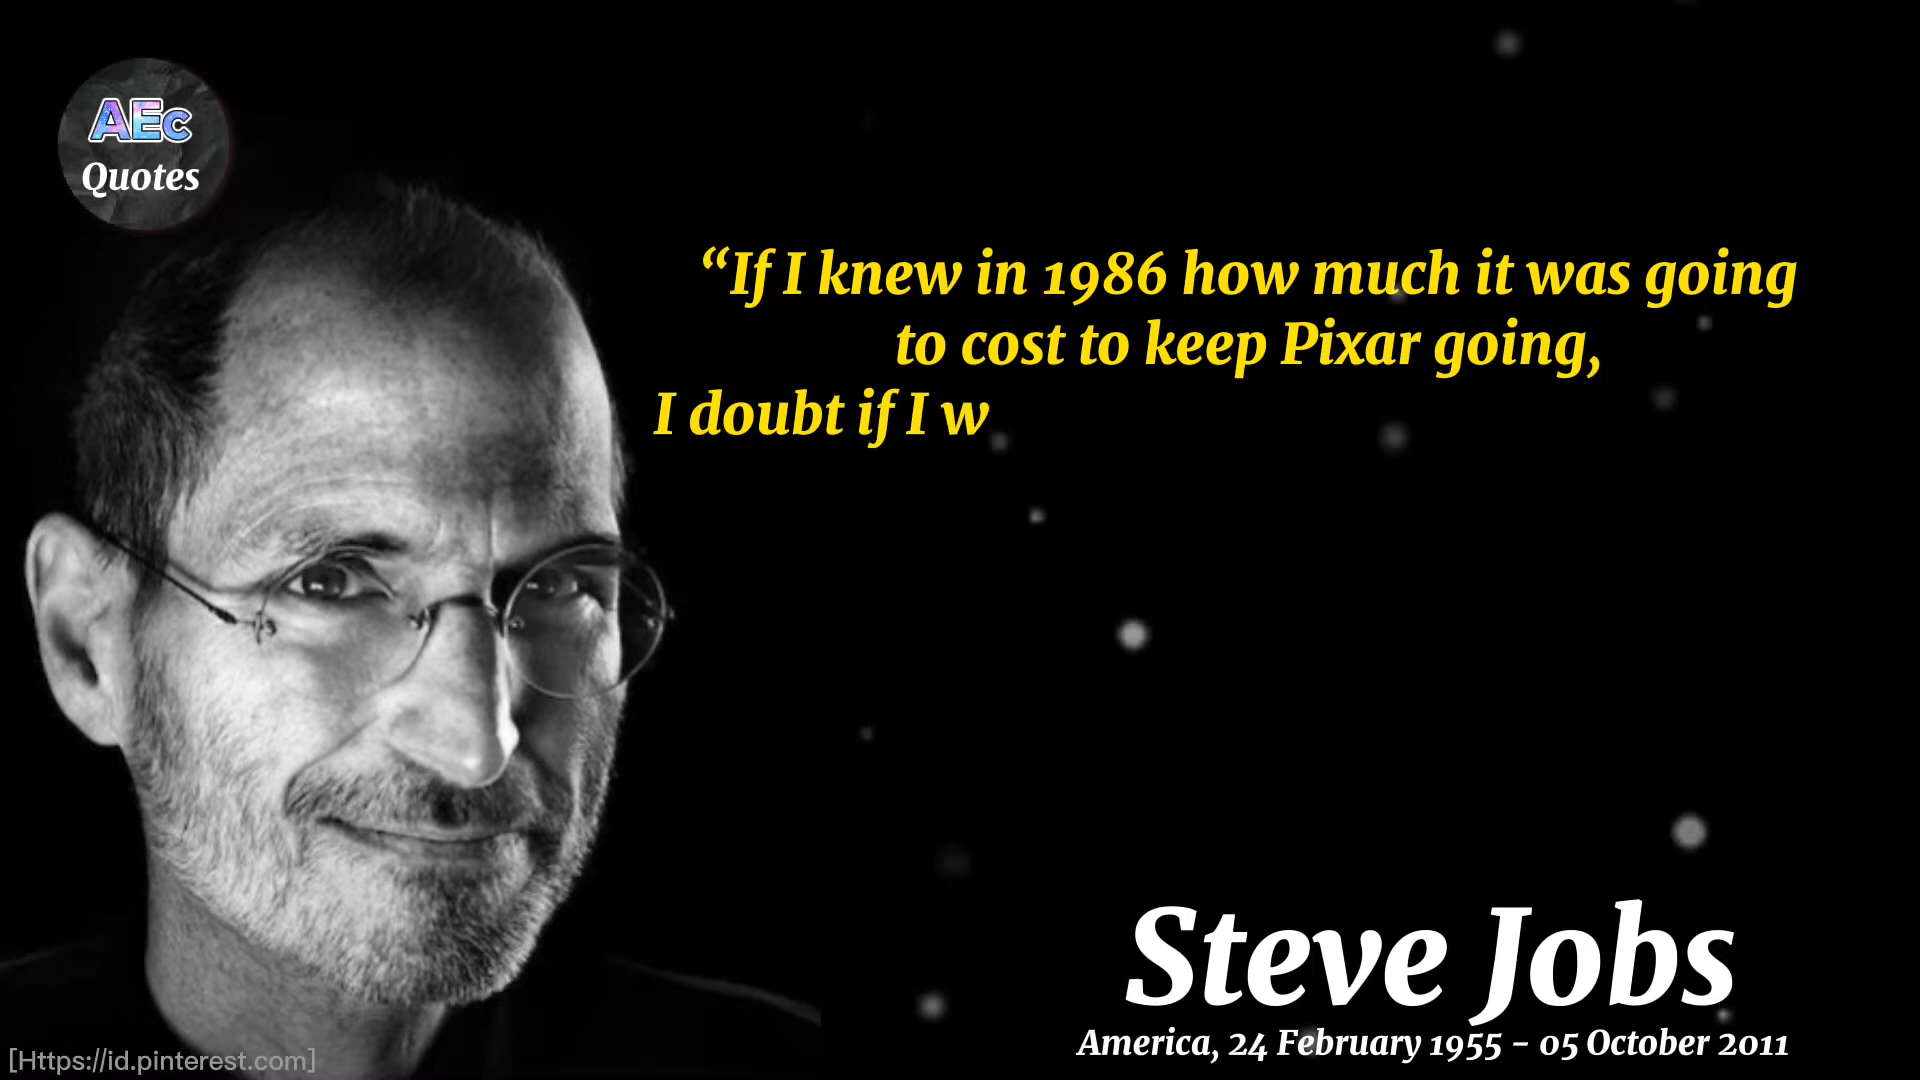 AEc
Quotes
“If I knew in 1986 how much it was going
to cost to keep Pixar going,
I doubt if I w
Steve Jobs
America, 24 February 1955 - 05 October 2011
[Https://id.pinterest.com]